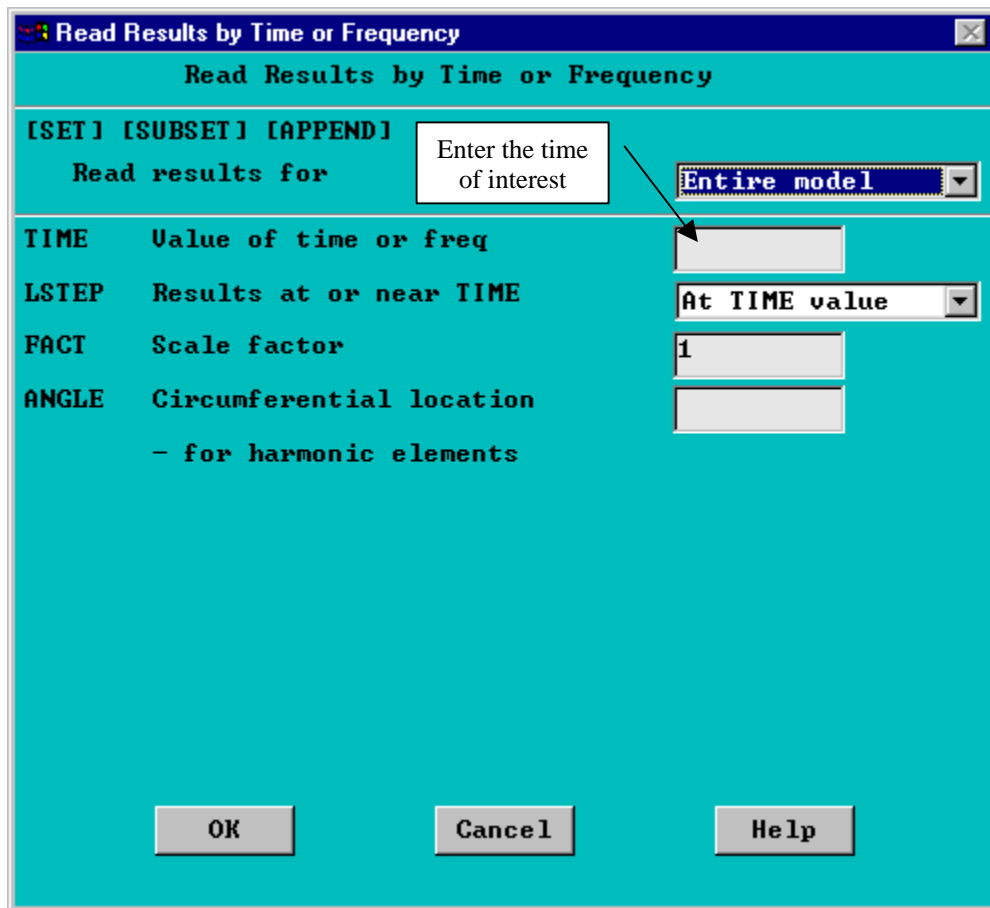 Read Results by Time or Frequency
Read Results by Time or Frequency
[SET] [SUBSET] [APPEND]
Read results for
Enter the time
of interest
Entire model
TIME Value of time or freq
LSTEP Results at or near TIME At TIME value
FACT Scale factor 1
ANGLE Circumferential location
- for harmonic elements
OK Cancel Help